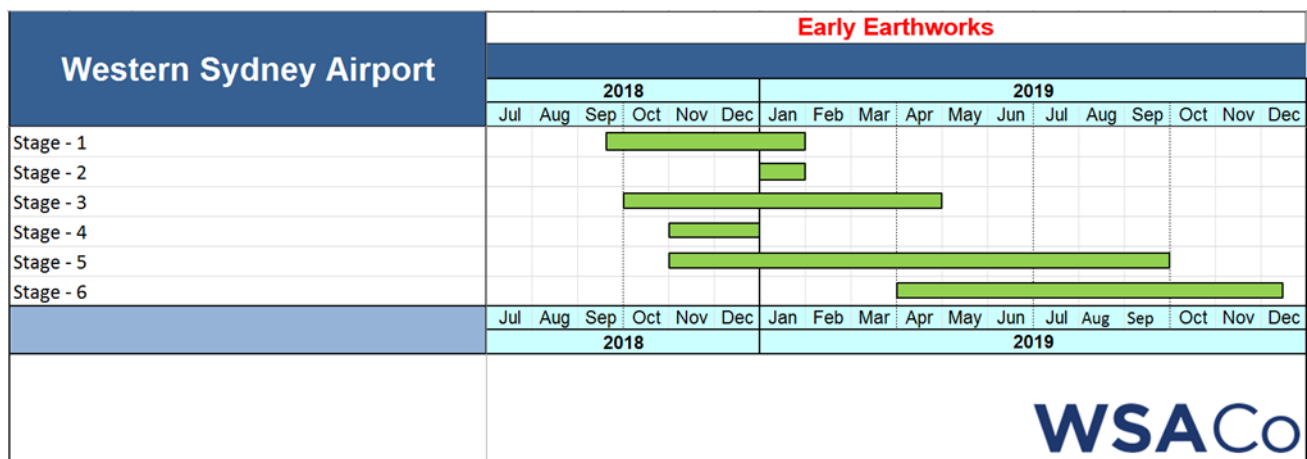 Early Earthworks
Western Sydney Airport
2018 2019
Jul Aug Sep Oct Nov Dec Jan Feb Mar Apr May Jun Jul Aug Sep Oct Nov Dec
Stage - 1
Stage - 2
Stage - 3
Stage - 4
Stage - 5
Stage - 6
Jul Aug Sep Oct Nov Dec Jan Feb Mar Apr May Jun Jul Aug Sep Oct Nov Dec
2018 2019
WSACo